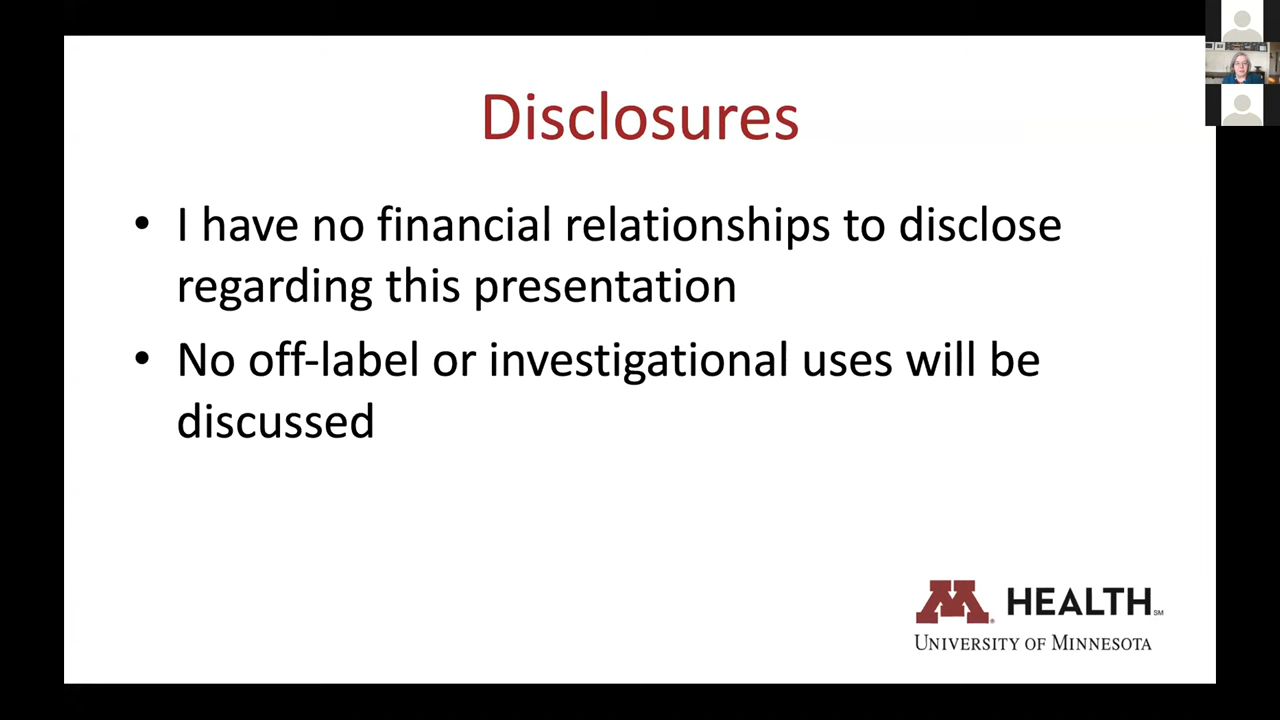 Disclosures
• I have no financial relationships to disclose
regarding this presentation
• No off-label or investigational uses will be
discussed
M® HEALTH℠
UNIVERSITY OF MINNESOTA